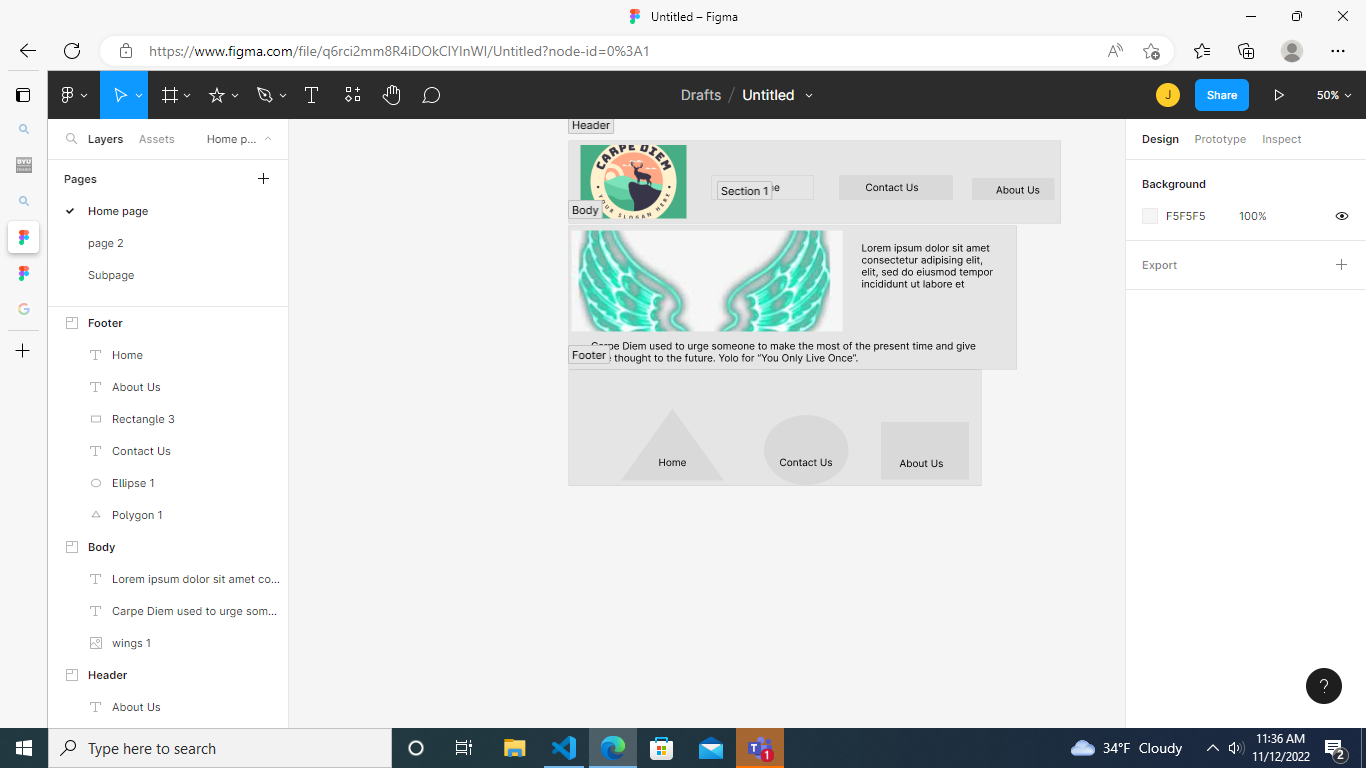 Untitled – Figma
https://www.figma.com/file/q6rci2mm8R4iDOkClYlnWI/Untitled?node-id=0%3A1
Drafts / Untitled
J
Share
50%
Layers
Assets
Home p...
Design
Prototype
Inspect
Pages
Home page
page 2
Subpage
Footer
Home
About Us
Rectangle 3
Contact Us
Ellipse 1
Polygon 1
Body
Lorem ipsum dolor sit amet co...
Carpe Diem used to urge som...
wings 1
Header
About Us
Header
CARPE DIEM
YOUR SLOGAN HERE
Section 1
Contact Us
About Us
Body
Lorem ipsum dolor sit amet
consectetur adipising elit,
elit, sed do eiusmod tempor
incididunt ut labore et
Carpe Diem used to urge someone to make the most of the present time and give
thought to the future. Yolo for “You Only Live Once”.
Footer
Home
Contact Us
About Us
Background
F5F5F5
100%
Export
?
BYU
Type here to search
1
34°F Cloudy
11:36 AM
11/12/2022
2